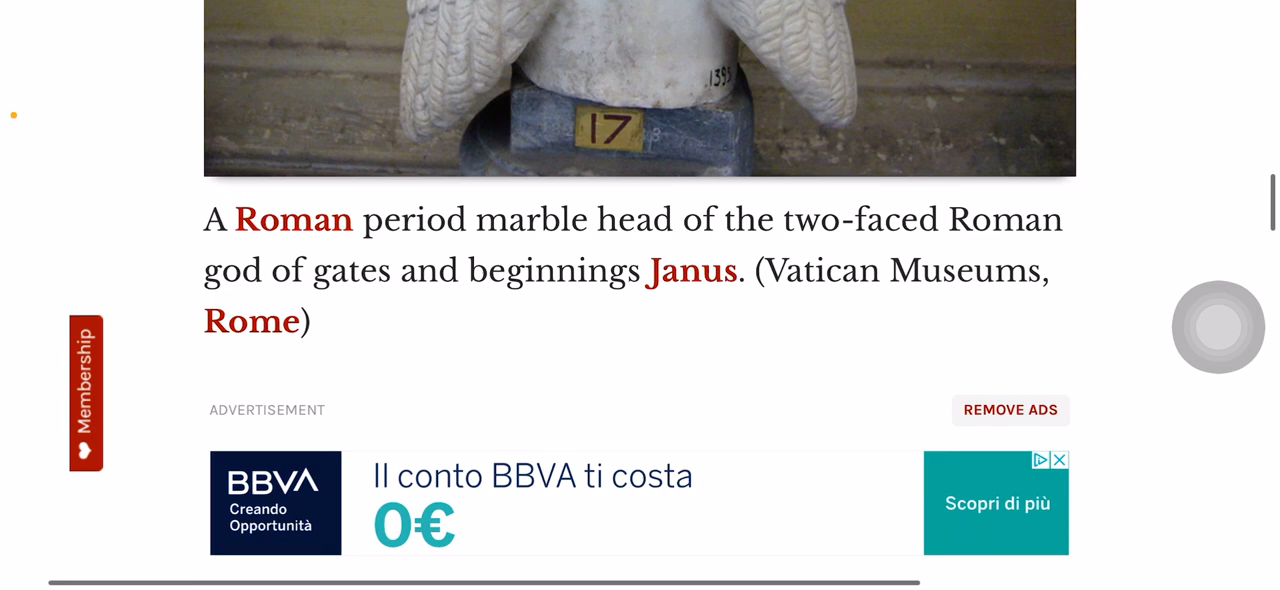 1395
17
A Roman period marble head of the two-faced Roman
god of gates and beginnings Janus. (Vatican Museums,
Rome)
Membership
ADVERTISEMENT
REMOVE ADS
BBVA
Creando
Opportunità
Il conto BBVA ti costa
0€
Scopri di più